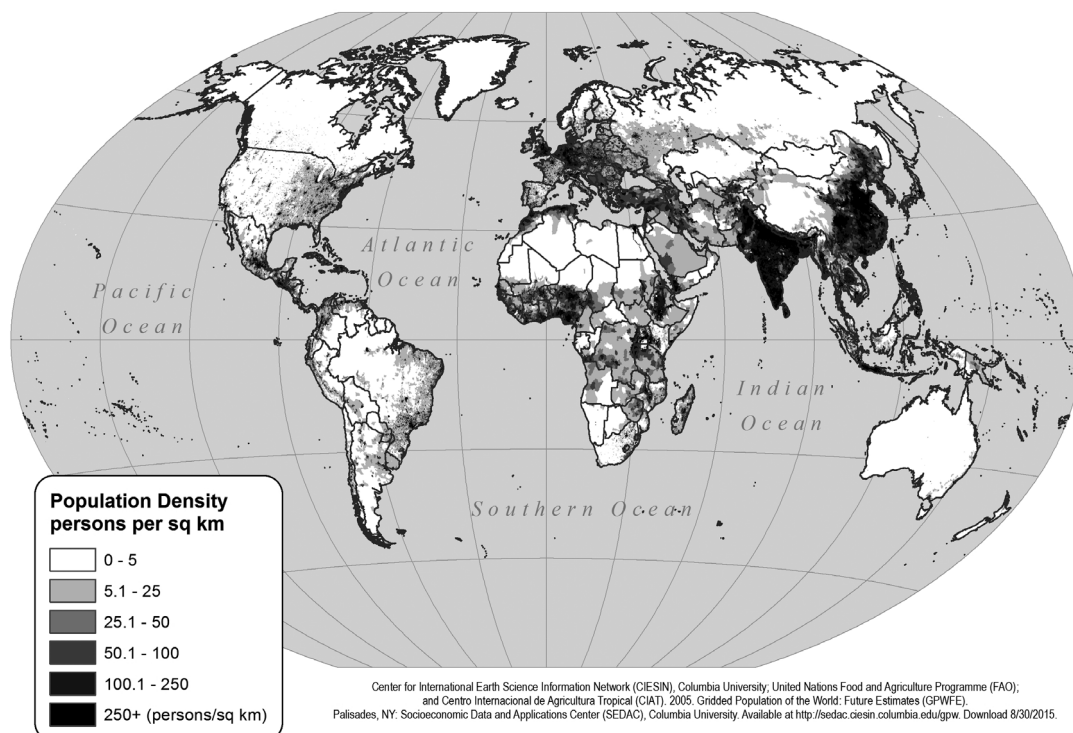 Atlantic
Ocean
Pacific
Ocean
Indian
Ocean
Southern Ocean
Population Density
persons per sq km
0 - 5
5.1 - 25
25.1 - 50
50.1 - 100
100.1 - 250
250+ (persons/sq km)
Center for International Earth Science Information Network (CIESIN), Columbia University; United Nations Food and Agriculture Programme (FAO);
and Centro Internacional de Agricultura Tropical (CIAT). 2005. Gridded Population of the World: Future Estimates (GPWFE).
Palisades, NY: Socioeconomic Data and Applications Center (SEDAC), Columbia University. Available at http://sedac.ciesin.columbia.edu/gpw. Download 8/30/2015.